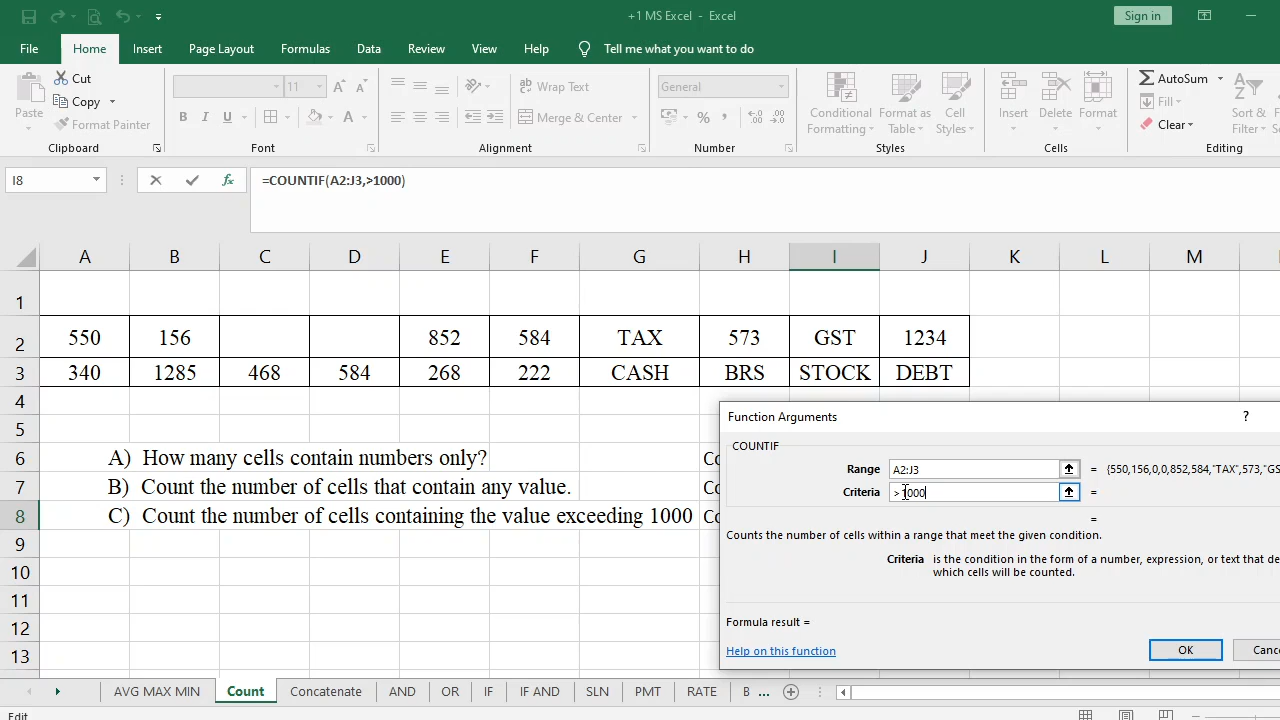 +1 MS Excel - Excel
Sign in
File Home Insert Page Layout Formulas Data Review View Help Tell me what you want to do
Paste
Cut
Copy
Format Painter
Clipboard
11
A A
B I U A
Font
ab Wrap Text
Merge & Center
Alignment
General
% ,
Number
Conditional Formatting
Format as Table
Cell Styles
Styles
Insert Delete Format
Cells
AutoSum
Fill
Clear
Sort &
Filter
Editing
I8 fx =COUNTIF(A2:J3,>1000)
A B C D E F G H I J K L M
1
2 550 156 852 584 TAX 573 GST 1234
3 340 1285 468 584 268 222 CASH BRS STOCK DEBT
4
5
6 A) How many cells contain numbers only?
7 B) Count the number of cells that contain any value.
8 C) Count the number of cells containing the value exceeding 1000
9
10
11
12
13
Function Arguments ?
COUNTIF
Range A2:J3 = {550,156,0,0,852,584,"TAX",573,"GS
Criteria >1000 =
=
Counts the number of cells within a range that meet the given condition.
Criteria is the condition in the form of a number, expression, or text that de
which cells will be counted.
Formula result =
Help on this function
OK
AVG MAX MIN Count Concatenate AND OR IF IF AND SLN PMT RATE B ...
Edit